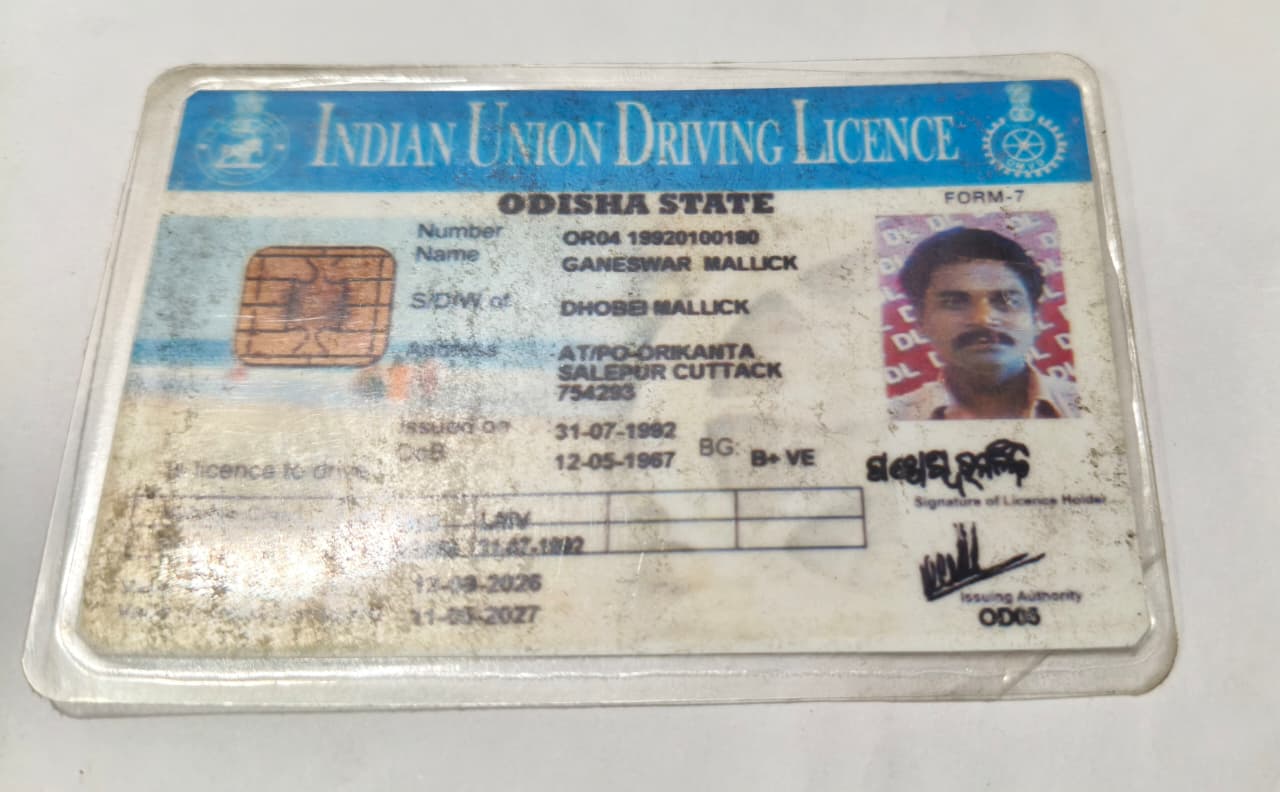 INDIAN UNION DRIVING LICENCE
ODISHA STATE
FORM-7
Number OR04 19920100180
Name GANESWAR MALLICK
S/D/W of DHOBEI MALLICK
Address AT/PO-ORIKANTA
SALEPUR CUTTACK
754293
Issued on 31-07-1992
DoB 12-05-1967 BG: B+ VE
licence to drive
Signature of Licence Holder
LMV
31-07-1992
2026
2027
Issuing Authority
OD05